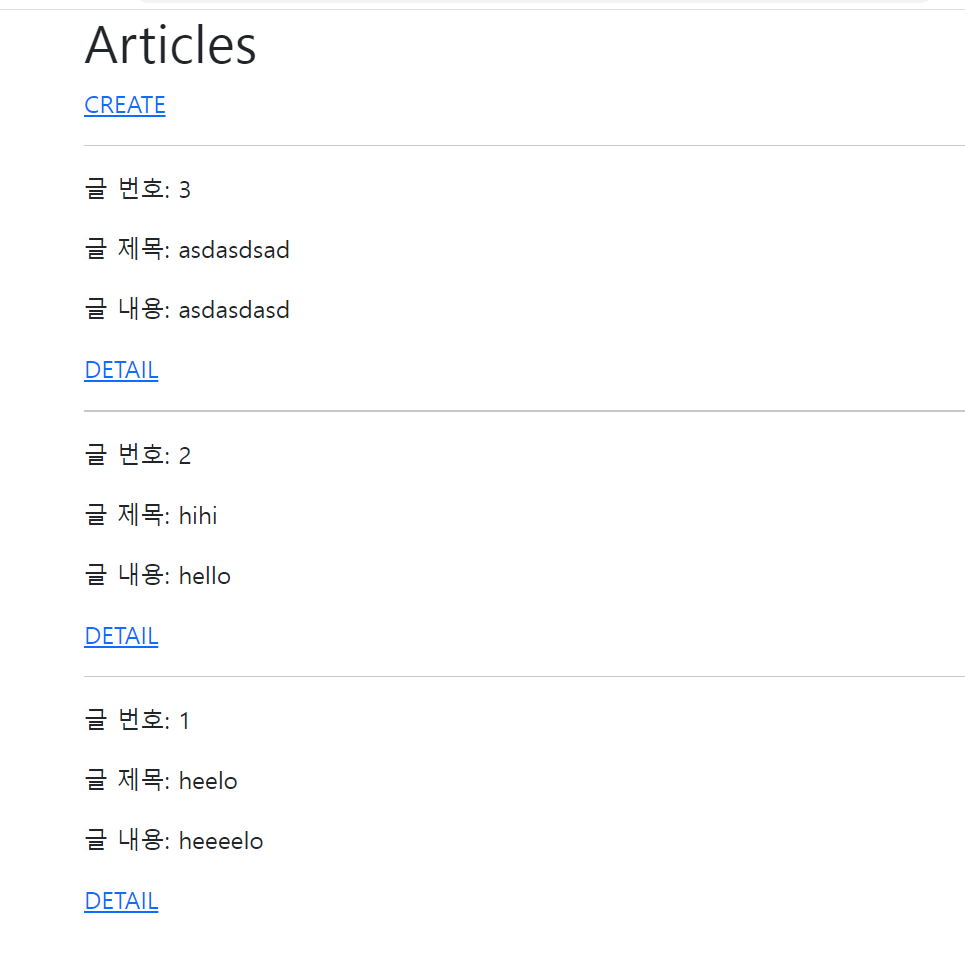 Articles
CREATE
글 번호: 3
글 제목: asdasdsad
글 내용: asdasdasd
DETAIL
글 번호: 2
글 제목: hihi
글 내용: hello
DETAIL
글 번호: 1
글 제목: heelo
글 내용: heeeelo
DETAIL